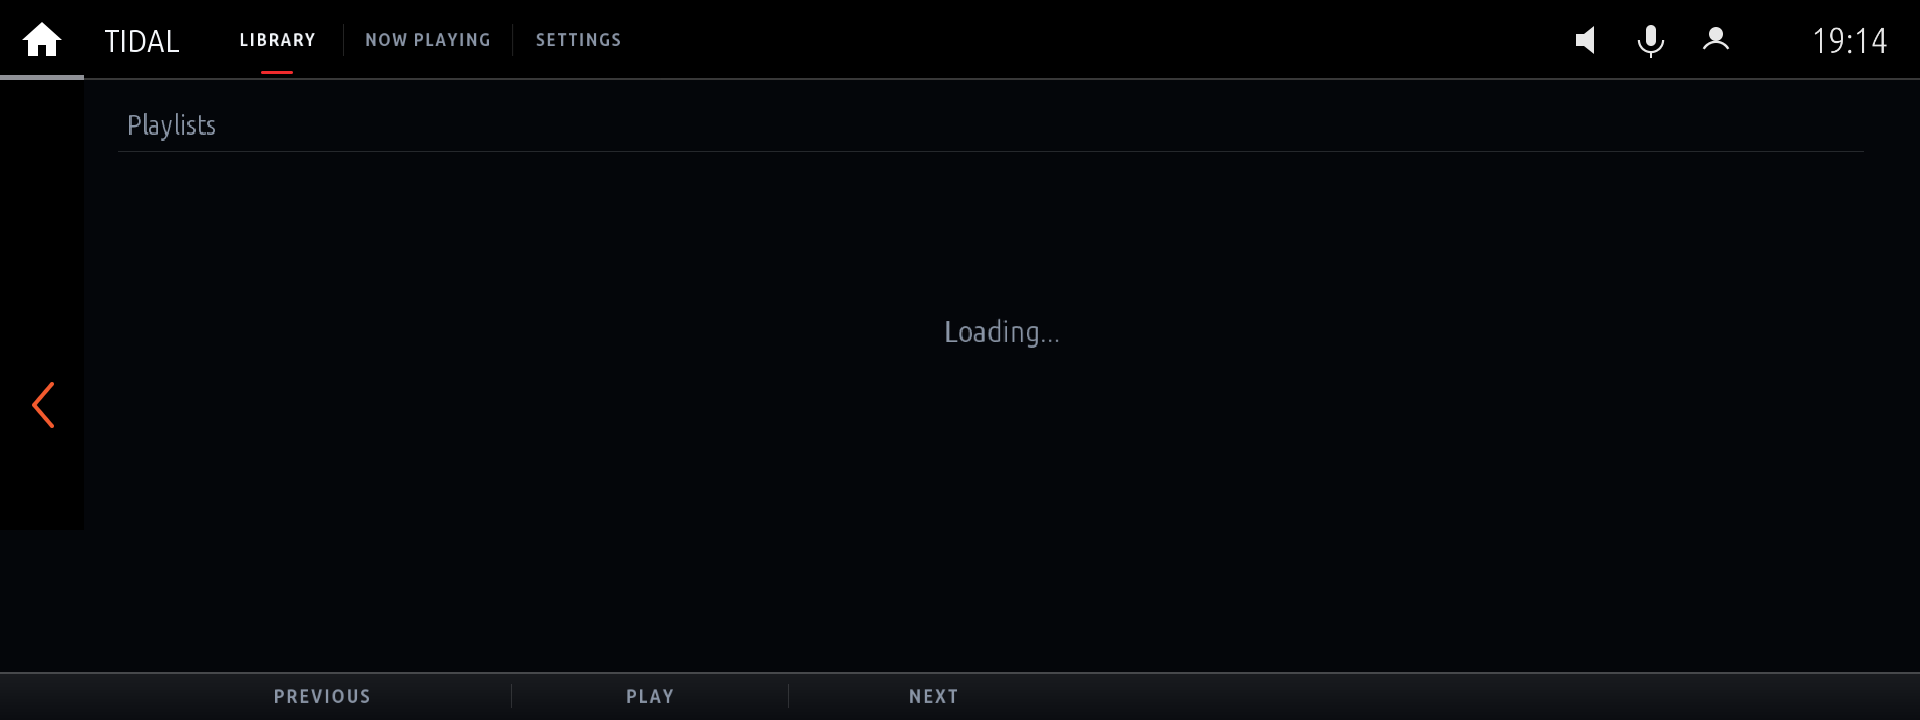 TIDAL
LIBRARY
NOW PLAYING
SETTINGS
19:14
Playlists
Loading...
PREVIOUS
PLAY
NEXT